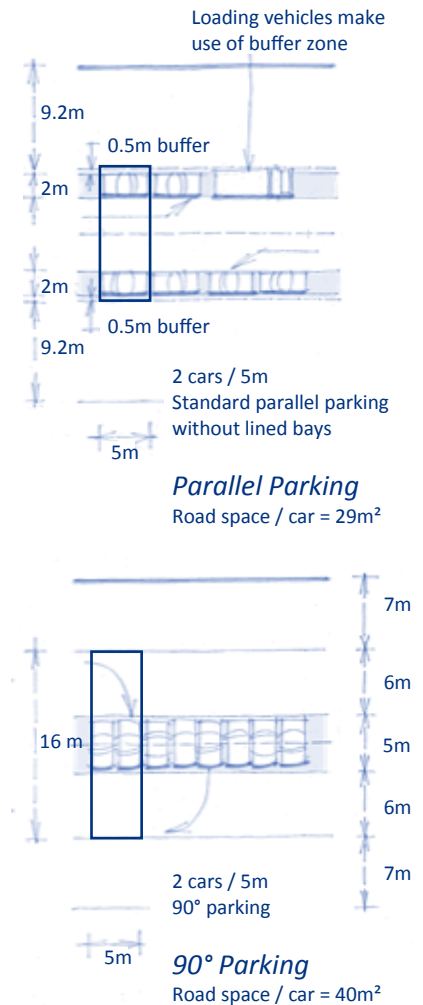 Loading vehicles make
use of buffer zone
9.2m
0.5m buffer
2m
2m
0.5m buffer
9.2m
2 cars / 5m
Standard parallel parking
without lined bays
5m
Parallel Parking
Road space / car = 29m²
7m
6m
16 m
5m
6m
7m
2 cars / 5m
90° parking
5m
90° Parking
Road space / car = 40m²